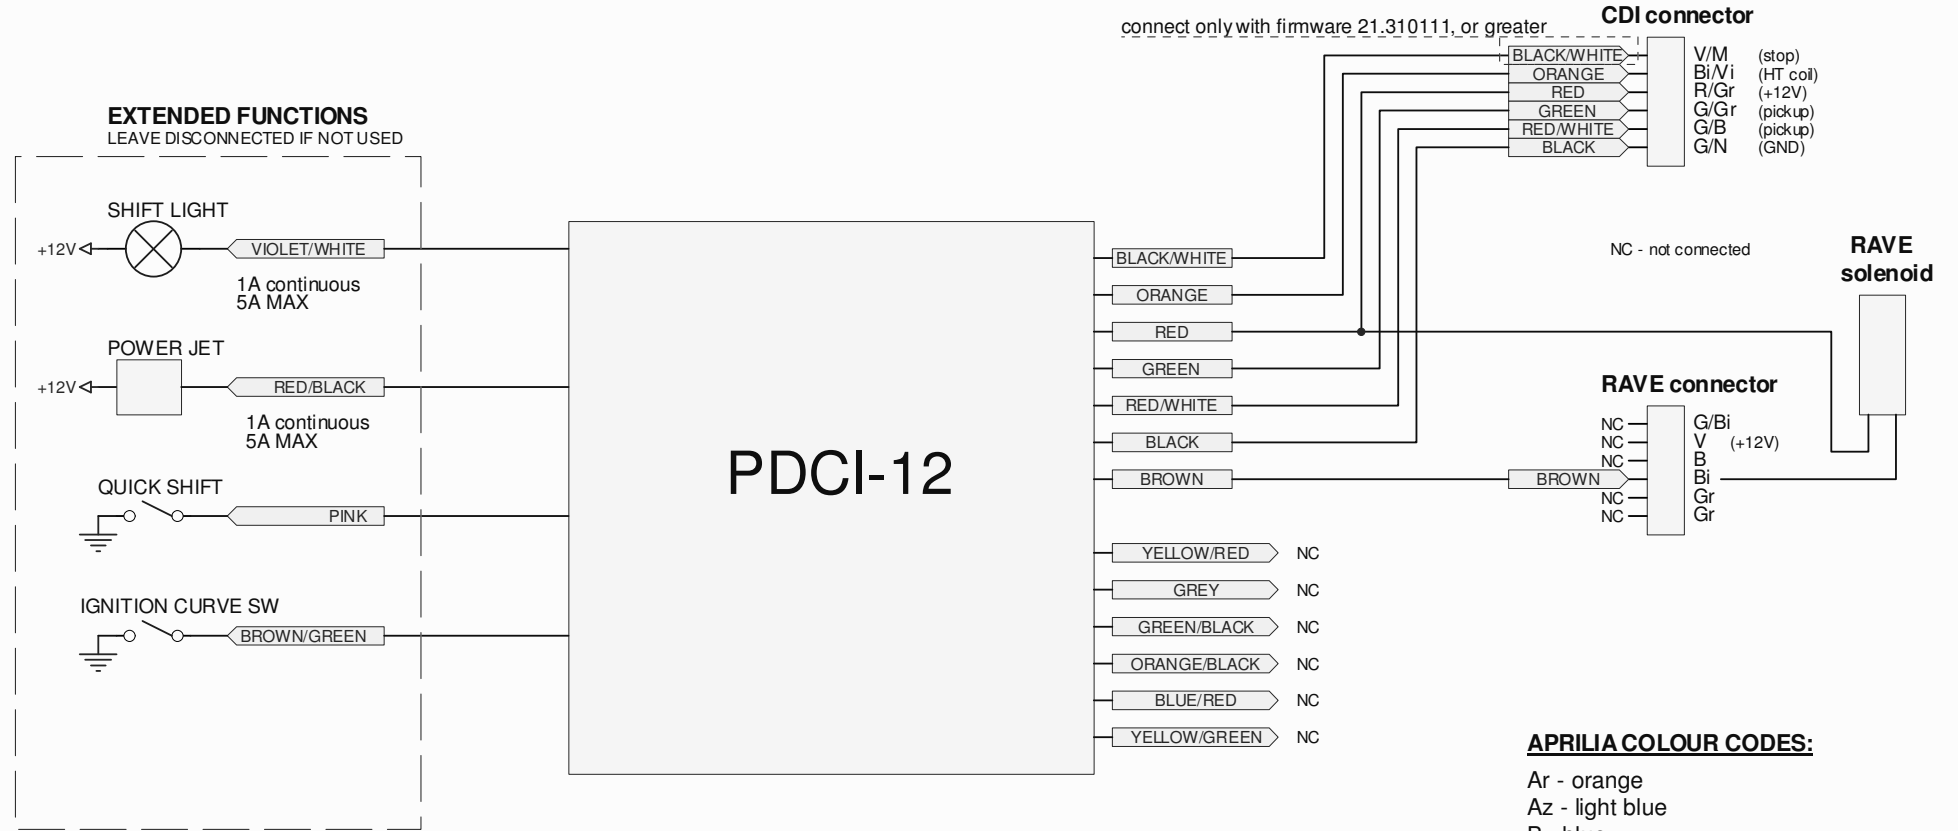 connect only with firmware 21.310111, or greater
CDI connector
BLACK/WHITE V/M (stop)
ORANGE Bi/Vi (HT coil)
RED R/Gr (+12V)
GREEN G/Gr (pickup)
RED/WHITE G/B (pickup)
BLACK G/N (GND)
EXTENDED FUNCTIONS
LEAVE DISCONNECTED IF NOT USED
SHIFT LIGHT
+12V VIOLET/WHITE
1A continuous
5A MAX
POWER JET
+12V RED/BLACK
1A continuous
5A MAX
QUICK SHIFT
PINK
IGNITION CURVE SW
BROWN/GREEN
PDCI-12
BLACK/WHITE
ORANGE
RED
GREEN
RED/WHITE
BLACK
BROWN
YELLOW/RED NC
GREY NC
GREEN/BLACK NC
ORANGE/BLACK NC
BLUE/RED NC
YELLOW/GREEN NC
NC - not connected
RAVE
solenoid
RAVE connector
NC G/Bi
NC V (+12V)
NC B
BROWN Bi
NC Gr
NC Gr
APRILIA COLOUR CODES:
Ar - orange
Az - light blue